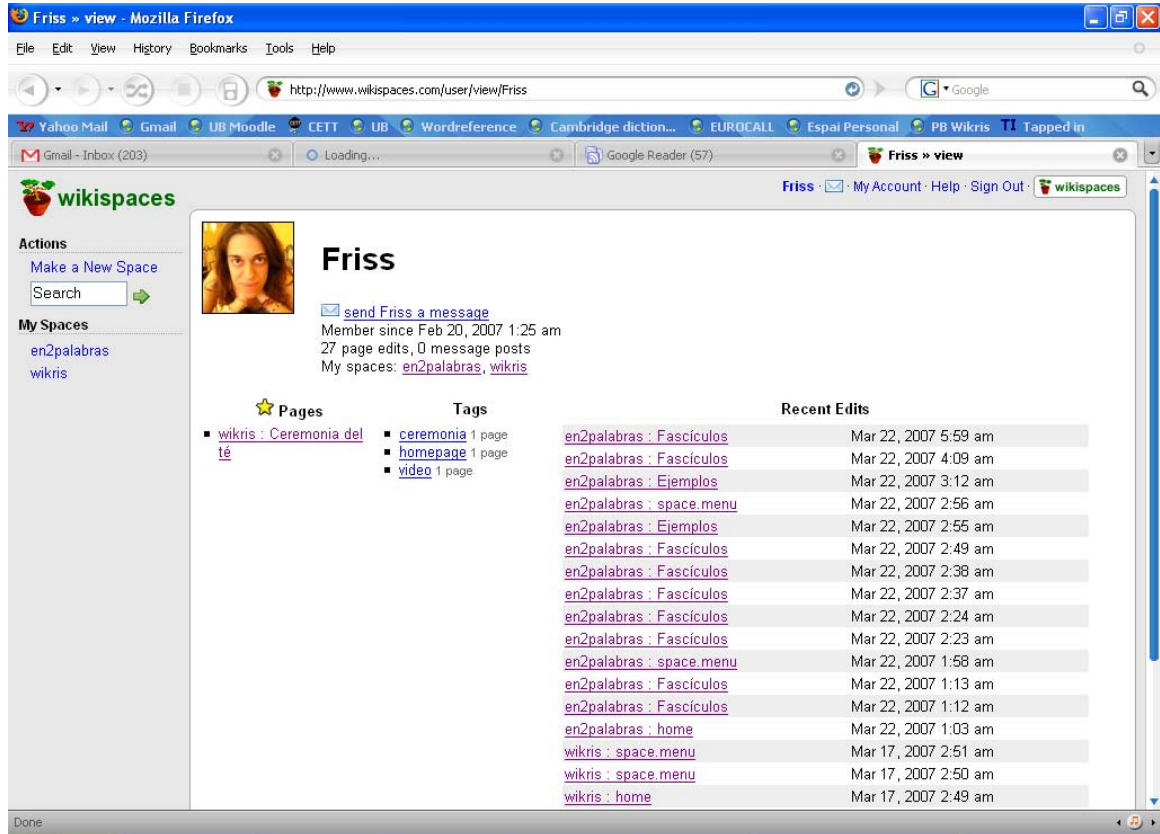 Friss » view - Mozilla Firefox
File Edit View History Bookmarks Tools Help
http://www.wikispaces.com/user/view/Friss
G Google
Yahoo Mail Gmail UB Moodle CETT UB Wordreference Cambridge diction... EUROCALL Espai Personal PB Wikris TI Tapped in
Gmail - Inbox (203) Loading... Google Reader (57) Friss » view
wikispaces
Friss · My Account · Help · Sign Out · wikispaces
Actions
Make a New Space
Search
My Spaces
en2palabras
wikris
Friss
send Friss a message
Member since Feb 20, 2007 1:25 am
27 page edits, 0 message posts
My spaces: en2palabras, wikris
Pages
wikris : Ceremonia del
té
Tags
ceremonia 1 page
homepage 1 page
video 1 page
Recent Edits
en2palabras : Fascículos Mar 22, 2007 5:59 am
en2palabras : Fascículos Mar 22, 2007 4:09 am
en2palabras : Ejemplos Mar 22, 2007 3:12 am
en2palabras : space.menu Mar 22, 2007 2:56 am
en2palabras : Ejemplos Mar 22, 2007 2:55 am
en2palabras : Fascículos Mar 22, 2007 2:49 am
en2palabras : Fascículos Mar 22, 2007 2:38 am
en2palabras : Fascículos Mar 22, 2007 2:37 am
en2palabras : Fascículos Mar 22, 2007 2:24 am
en2palabras : Fascículos Mar 22, 2007 2:23 am
en2palabras : space.menu Mar 22, 2007 1:58 am
en2palabras : Fascículos Mar 22, 2007 1:13 am
en2palabras : Fascículos Mar 22, 2007 1:12 am
en2palabras : home Mar 22, 2007 1:03 am
wikris : space.menu Mar 17, 2007 2:51 am
wikris : space.menu Mar 17, 2007 2:50 am
wikris : home Mar 17, 2007 2:49 am
Done